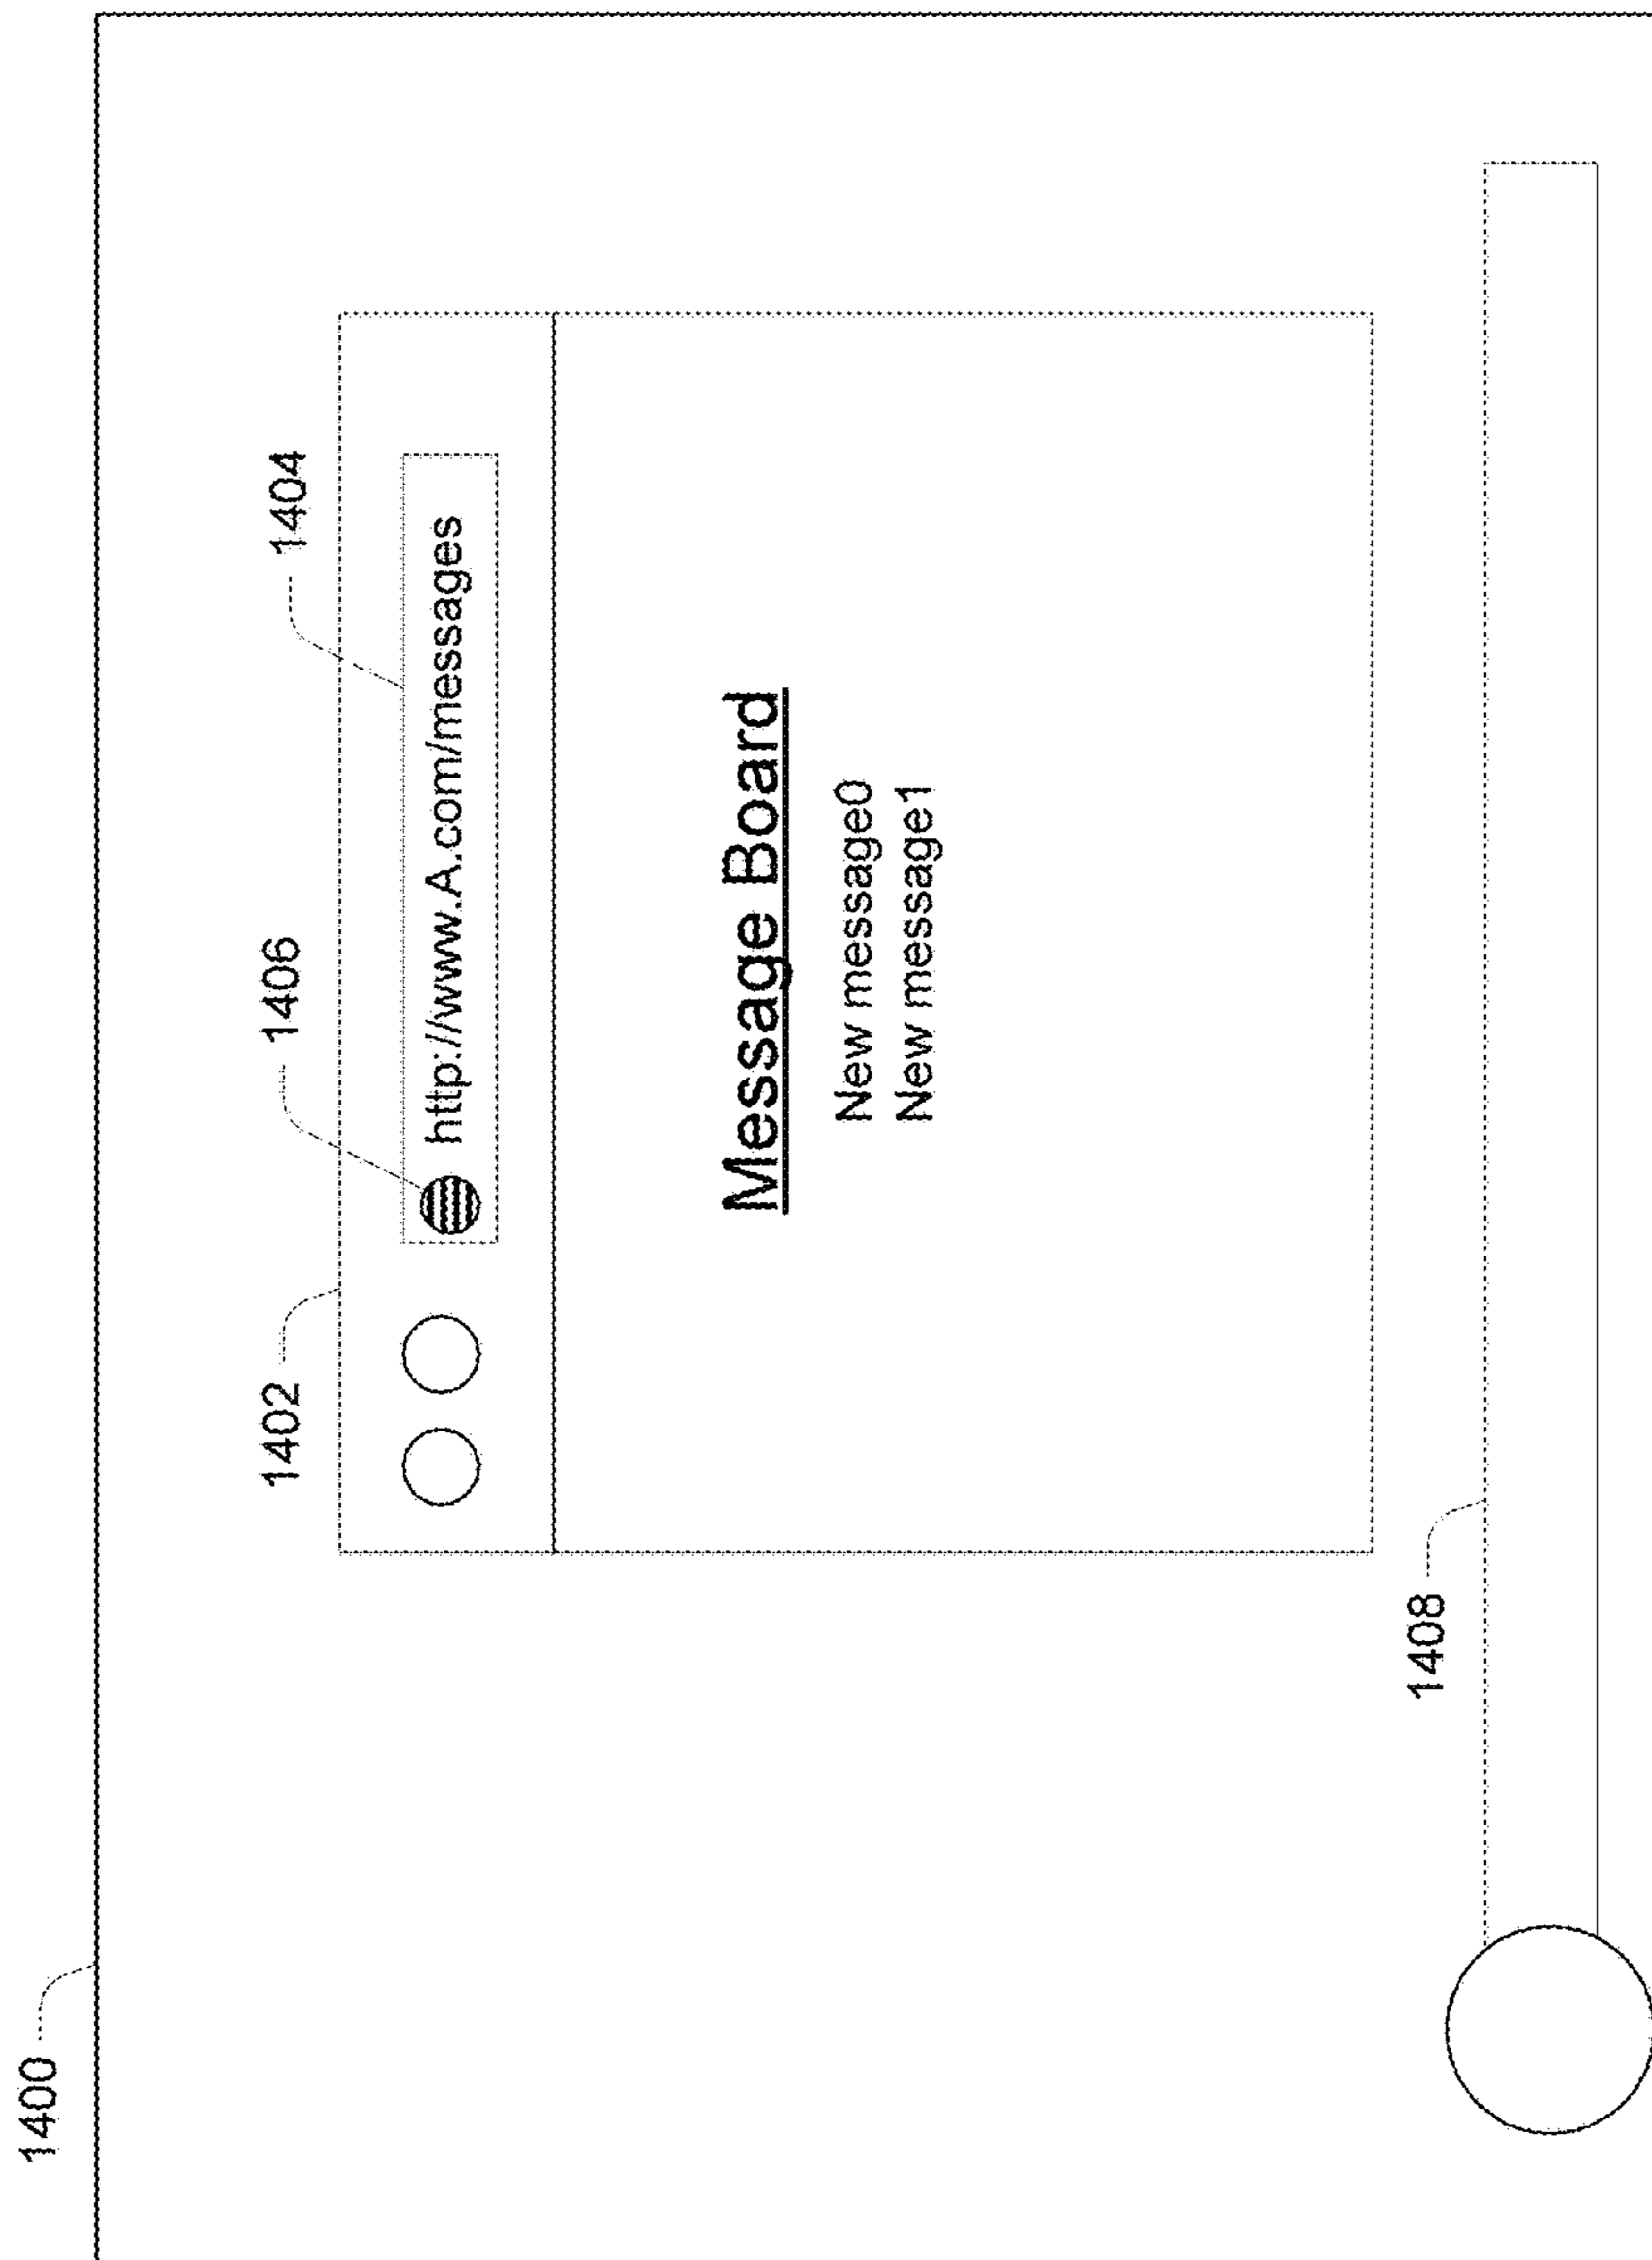 1400
1402
1406
1404
http://www.A.com/messages
Message Board
New message0
New message1
1408